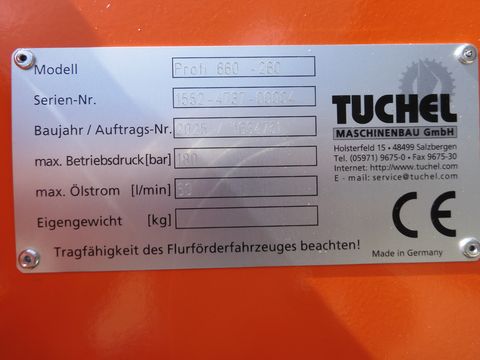 Modell Profi 660 - 260
Serien-Nr.
Baujahr / Auftrags-Nr.
max. Betriebsdruck[bar] 180
max. Ölstrom [l/min]
Eigengewicht [kg]
Tragfähigkeit des Flurförderfahrzeuges beachten!
TUCHEL
MASCHINENBAU GmbH
Holsterfeld 15 • 48499 Salzbergen
Tel. (05971) 9675-0 • Fax 9675-30
Internet: http://www.tuchel.com
E - mail: service@tuchel.com
CE
Made in Germany